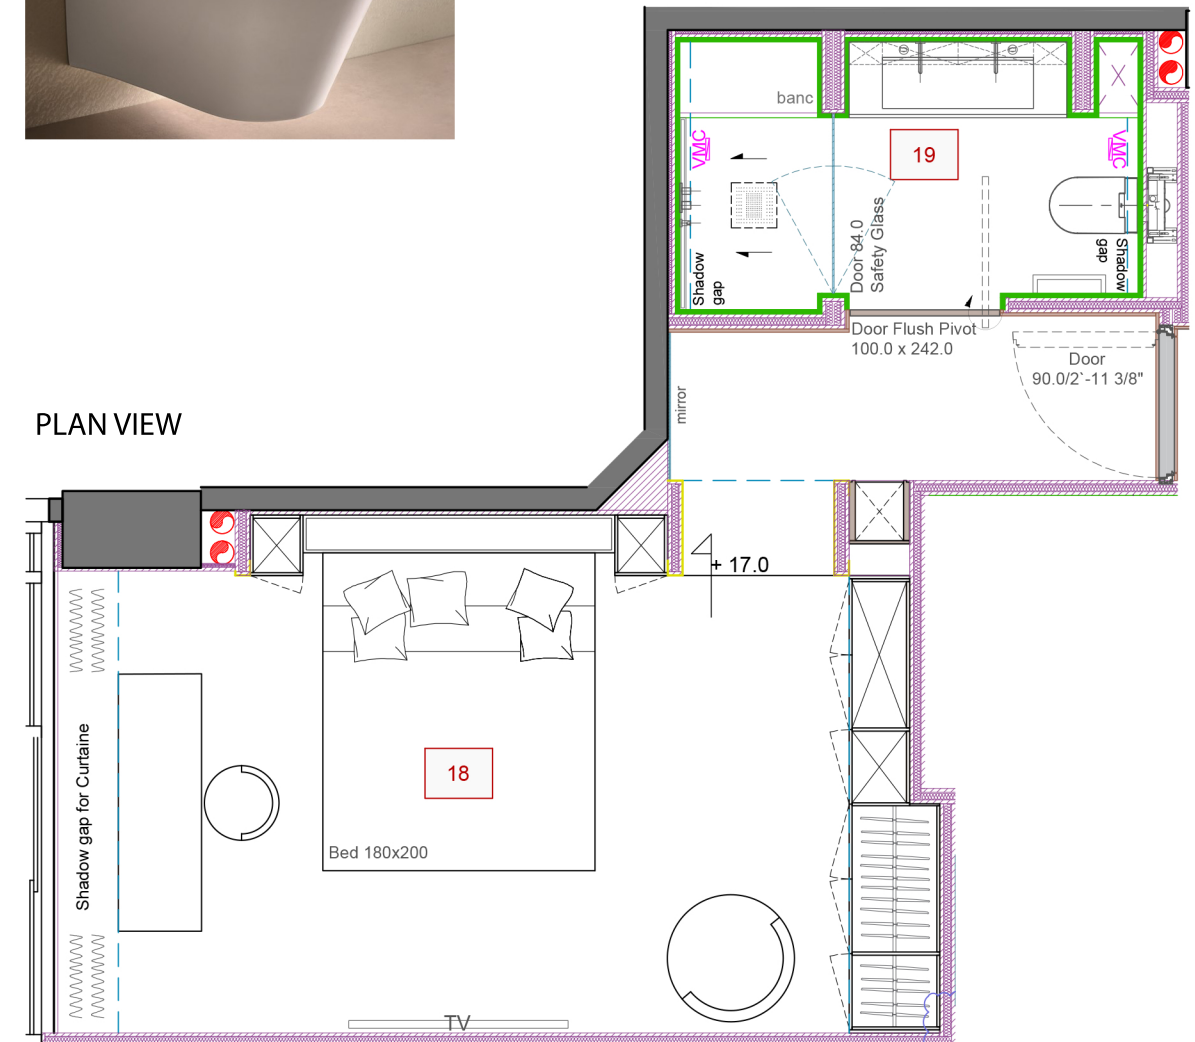 banc
VMC
19
VMC
Door 84.0
Safety Glass
Shadow
gap
Shadow
gap
Door Flush Pivot
100.0 x 242.0
Door
90.0/2`-11 3/8"
mirror
PLAN VIEW
+ 17.0
Shadow gap for Curtaine
18
Bed 180x200
TV